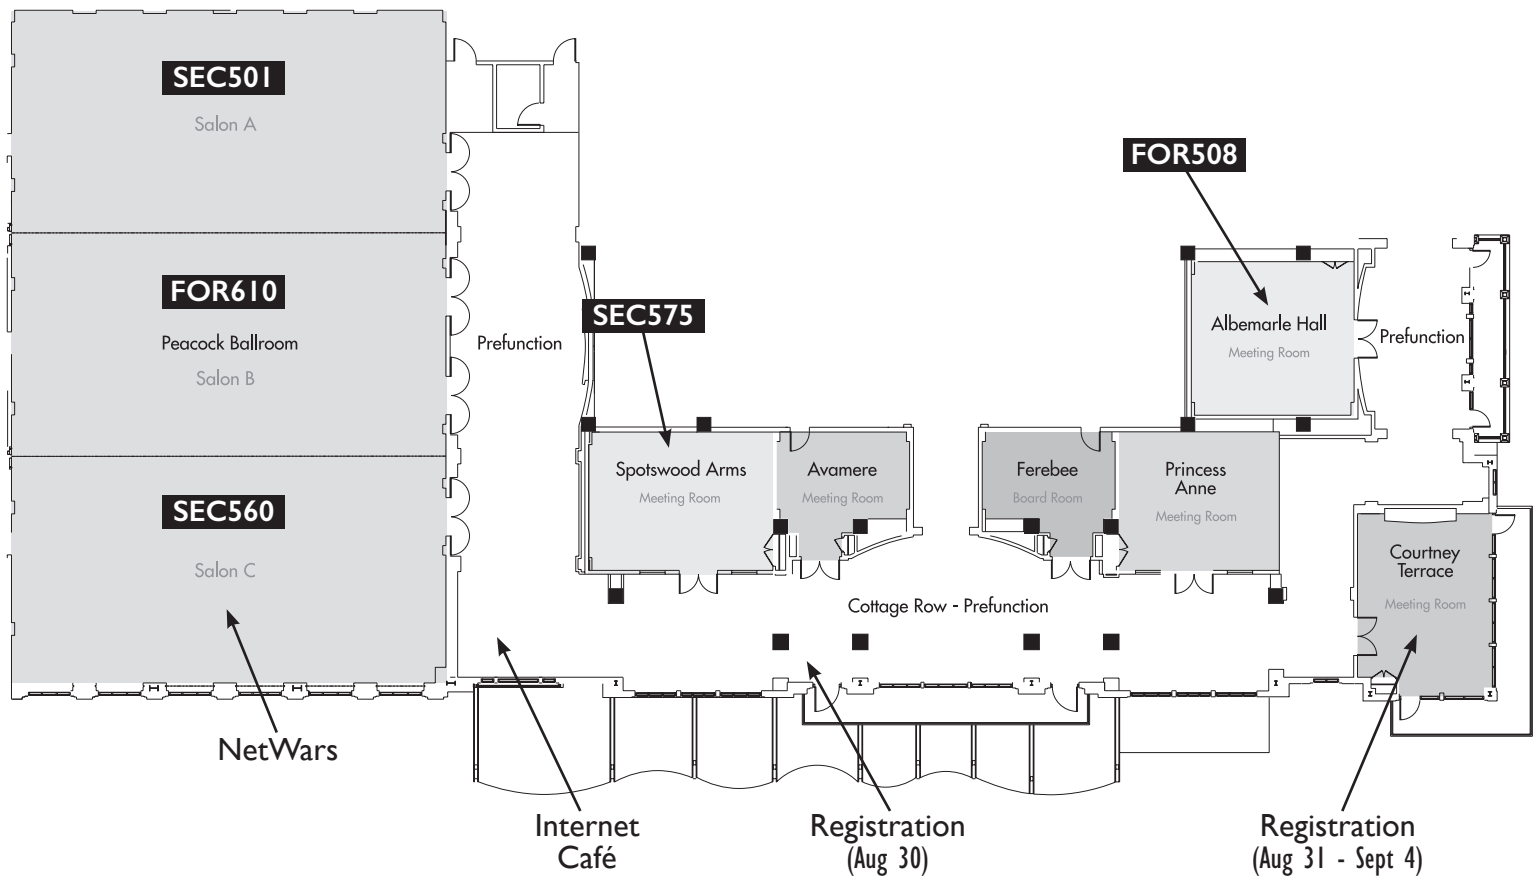 SEC501
Salon A
FOR508
FOR610
SEC575
Peacock Ballroom
Salon B
Prefunction
Albemarle Hall
Meeting Room
Prefunction
Spotswood Arms
Meeting Room
Avamere
Meeting Room
Ferebee
Board Room
Princess
Anne
Meeting Room
SEC560
Salon C
Courtney
Terrace
Meeting Room
Cottage Row - Prefunction
NetWars
Internet
Café
Registration
(Aug 30)
Registration
(Aug 31 - Sept 4)